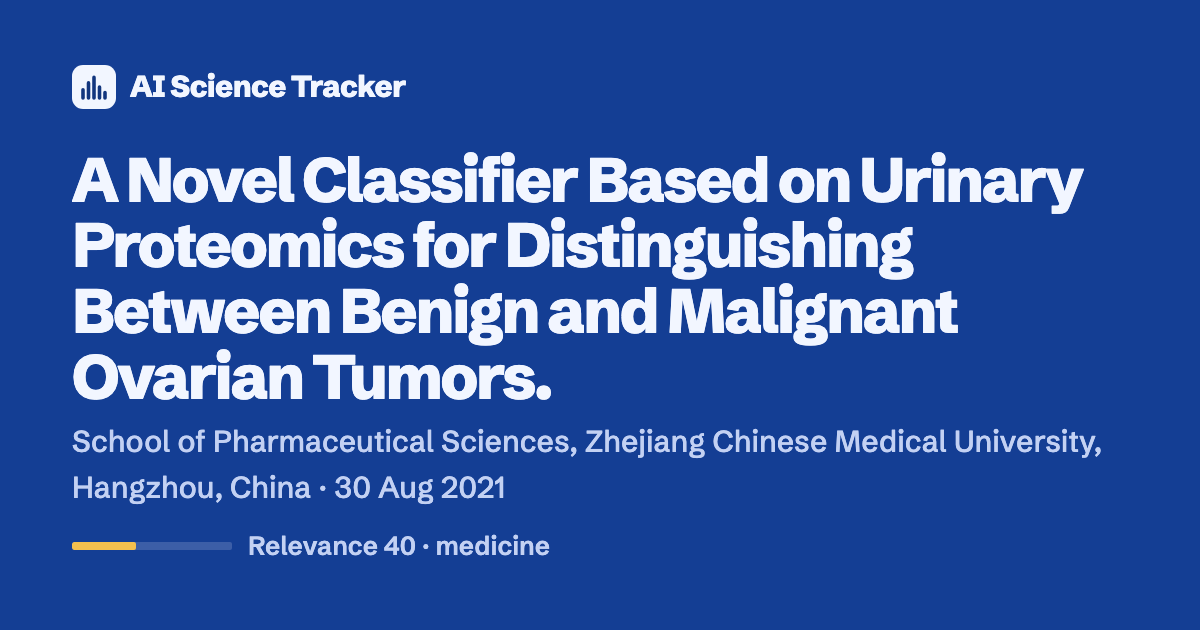 AI Science Tracker
A Novel Classifier Based on Urinary
Proteomics for Distinguishing
Between Benign and Malignant
Ovarian Tumors.
School of Pharmaceutical Sciences, Zhejiang Chinese Medical University,
Hangzhou, China · 30 Aug 2021
Relevance 40 · medicine